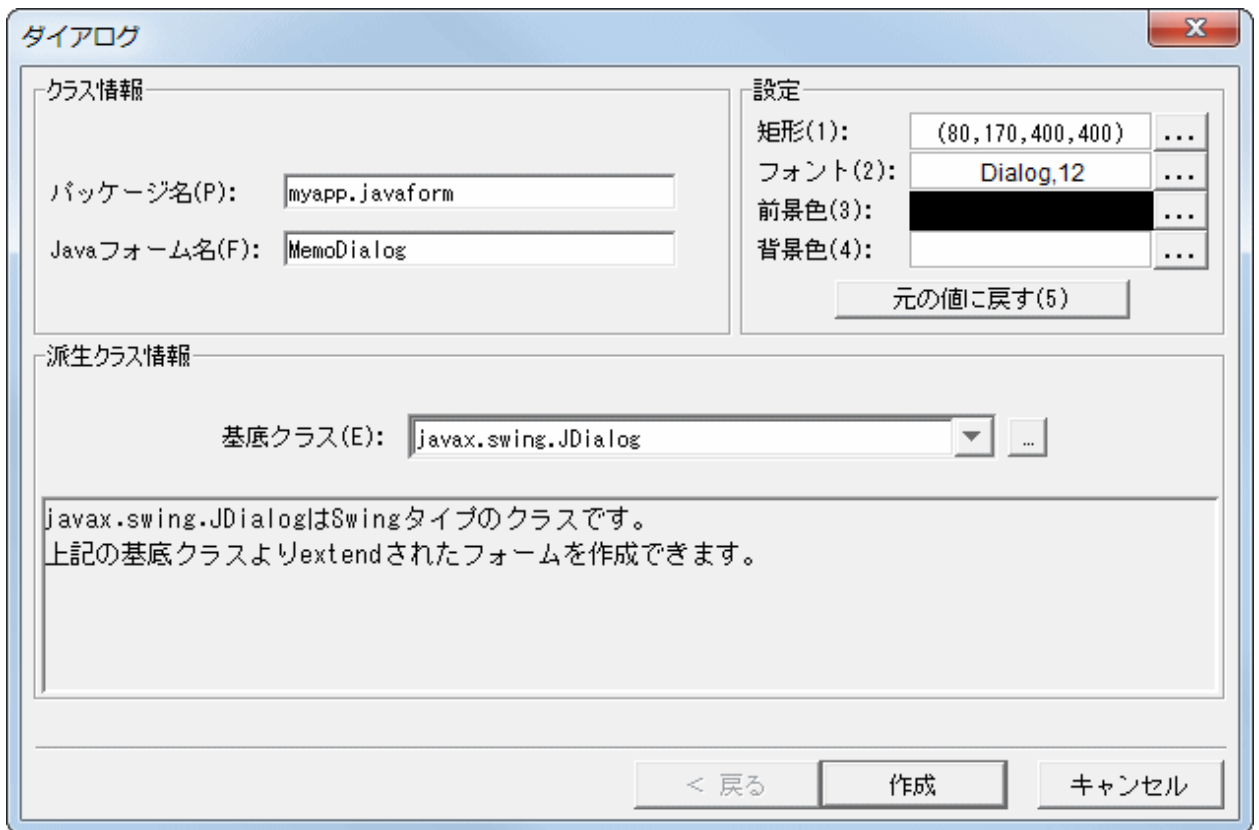 ダイアログ
クラス情報
パッケージ名(P): myapp.javaform
Javaフォーム名(F): MemoDialog
設定
矩形(1): (80,170,400,400) ...
フォント(2): Dialog,12 ...
前景色(3): ...
背景色(4): ...
元の値に戻す(5)
派生クラス情報
基底クラス(E): javax.swing.JDialog ...
javax.swing.JDialogはSwingタイプのクラスです。
上記の基底クラスよりextendされたフォームを作成できます。
< 戻る 作成 キャンセル